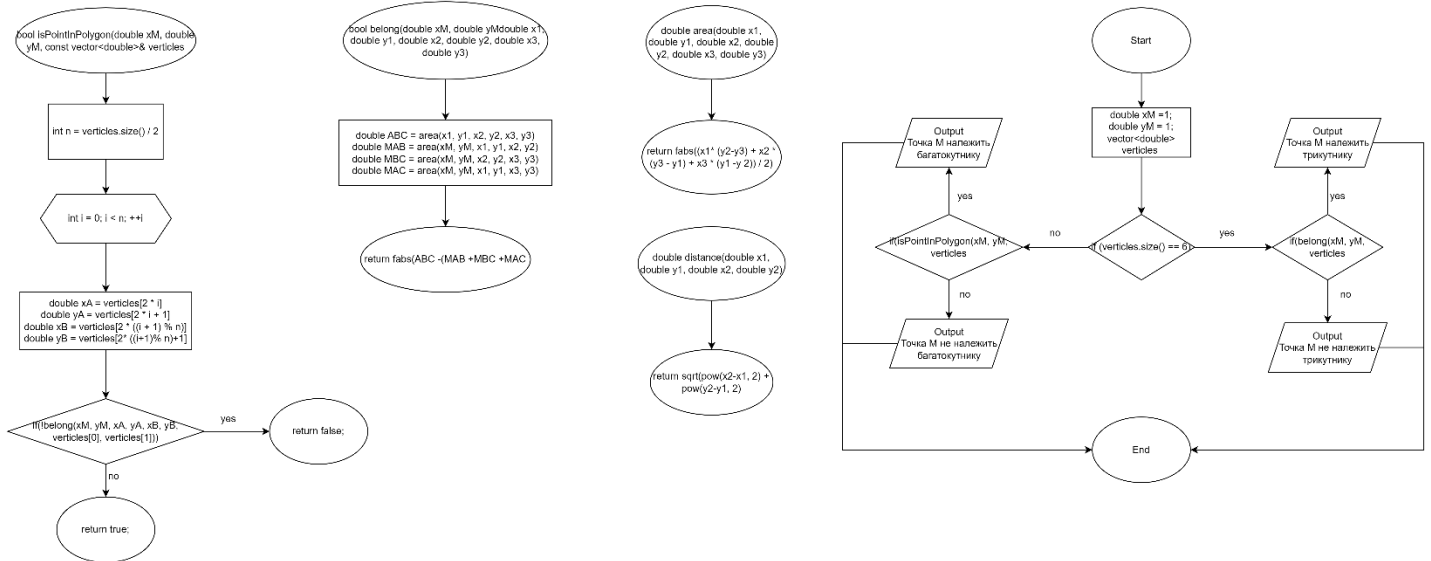 bool isPointInPolygon(double xM, double
yM, const vector<double>& verticles
int n = verticles.size() / 2
int i = 0; i < n; ++i
double xA = verticles[2 * i]
double yA = verticles[2 * i + 1]
double xB = verticles[2 * ((i + 1) % n)]
double yB = verticles[2* ((i+1)% n)+1]
if(!belong(xM, yM, xA, yA, xB, yB,
verticles[0], verticles[1]))
yes
return false;
no
return true;
bool belong(double xM, double yMdouble x1,
double y1, double x2, double y2, double x3,
double y3)
double ABC = area(x1, y1, x2, y2, x3, y3)
double MAB = area(xM, yM, x1, y1, x2, y2)
double MBC = area(xM, yM, x2, y2, x3, y3)
double MAC = area(xM, yM, x1, y1, x3, y3)
return fabs(ABC -(MAB +MBC +MAC
double area(double x1,
double y1, double x2, double
y2, double x3, double y3)
return fabs((x1* (y2-y3) + x2 *
(y3 - y1) + x3 * (y1 -y 2)) / 2)
double distance(double x1,
double y1, double x2, double y2)
return sqrt(pow(x2-x1, 2) +
pow(y2-y1, 2)
Start
double xM =1;
double yM = 1;
vector<double>
verticles
if (verticles.size() == 6)
no
yes
if(isPointInPolygon(xM, yM,
verticles
yes
Output
Точка М належить
багатокутнику
no
Output
Точка М не належить
багатокутнику
if(belong(xM, yM,
verticles
yes
Output
Точка М належить
трикутнику
no
Output
Точка М не належить
трикутнику
End